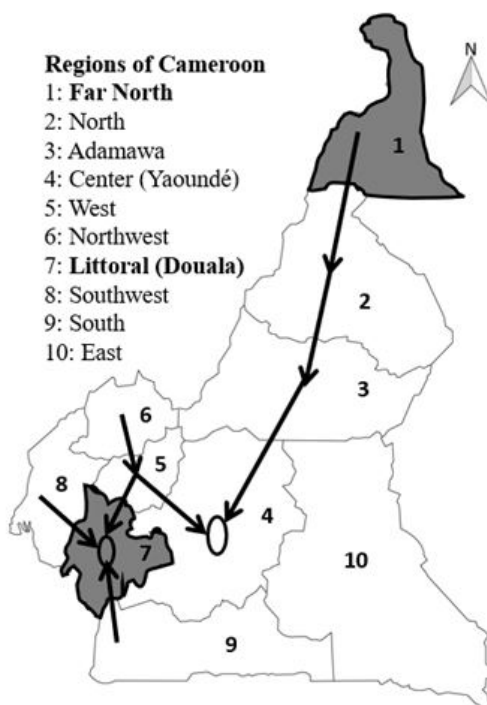 Regions of Cameroon
1: Far North
2: North
3: Adamawa
4: Center (Yaoundé)
5: West
6: Northwest
7: Littoral (Douala)
8: Southwest
9: South
10: East
N
1
2
3
6
5
8
4
7
10
9